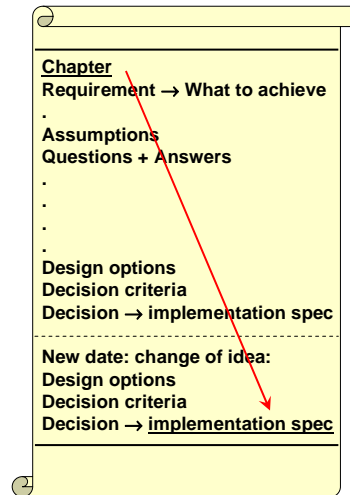 Chapter
Requirement → What to achieve
.
Assumptions
Questions + Answers
.
.
.
.
Design options
Decision criteria
Decision → implementation spec
New date: change of idea:
Design options
Decision criteria
Decision → implementation spec